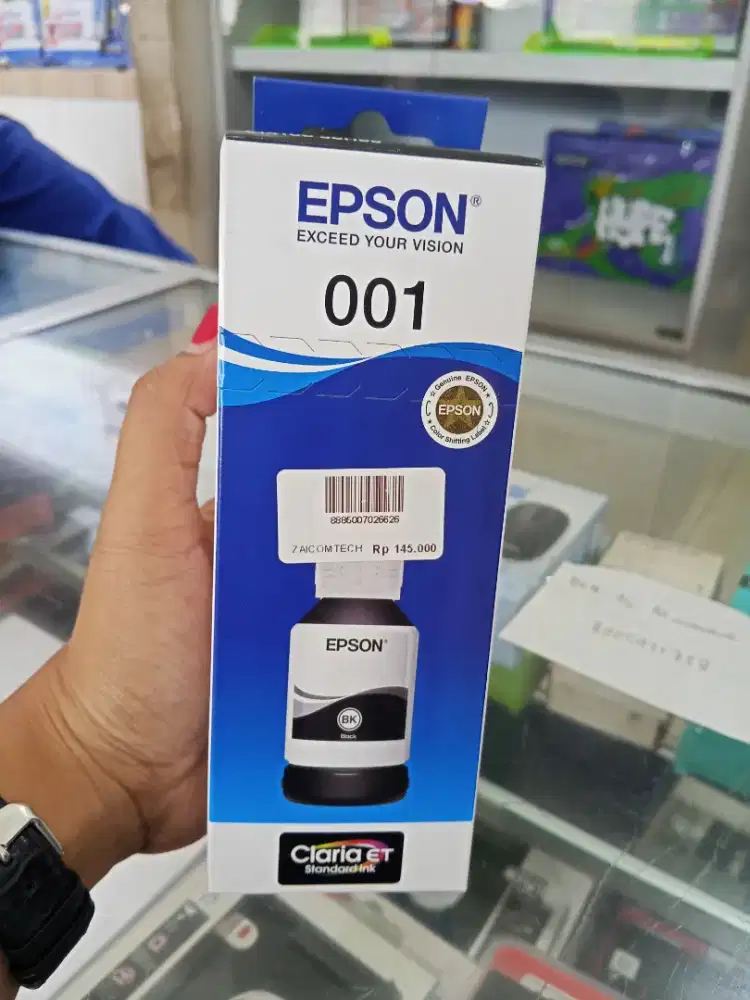 EPSON®
EXCEED YOUR VISION
001
Genuine EPSON
EPSON
Color Shifting Label
8885007026626
ZAICOMTECH Rp 145.000
EPSON®
BK
Black
Claria ET
Standard Ink